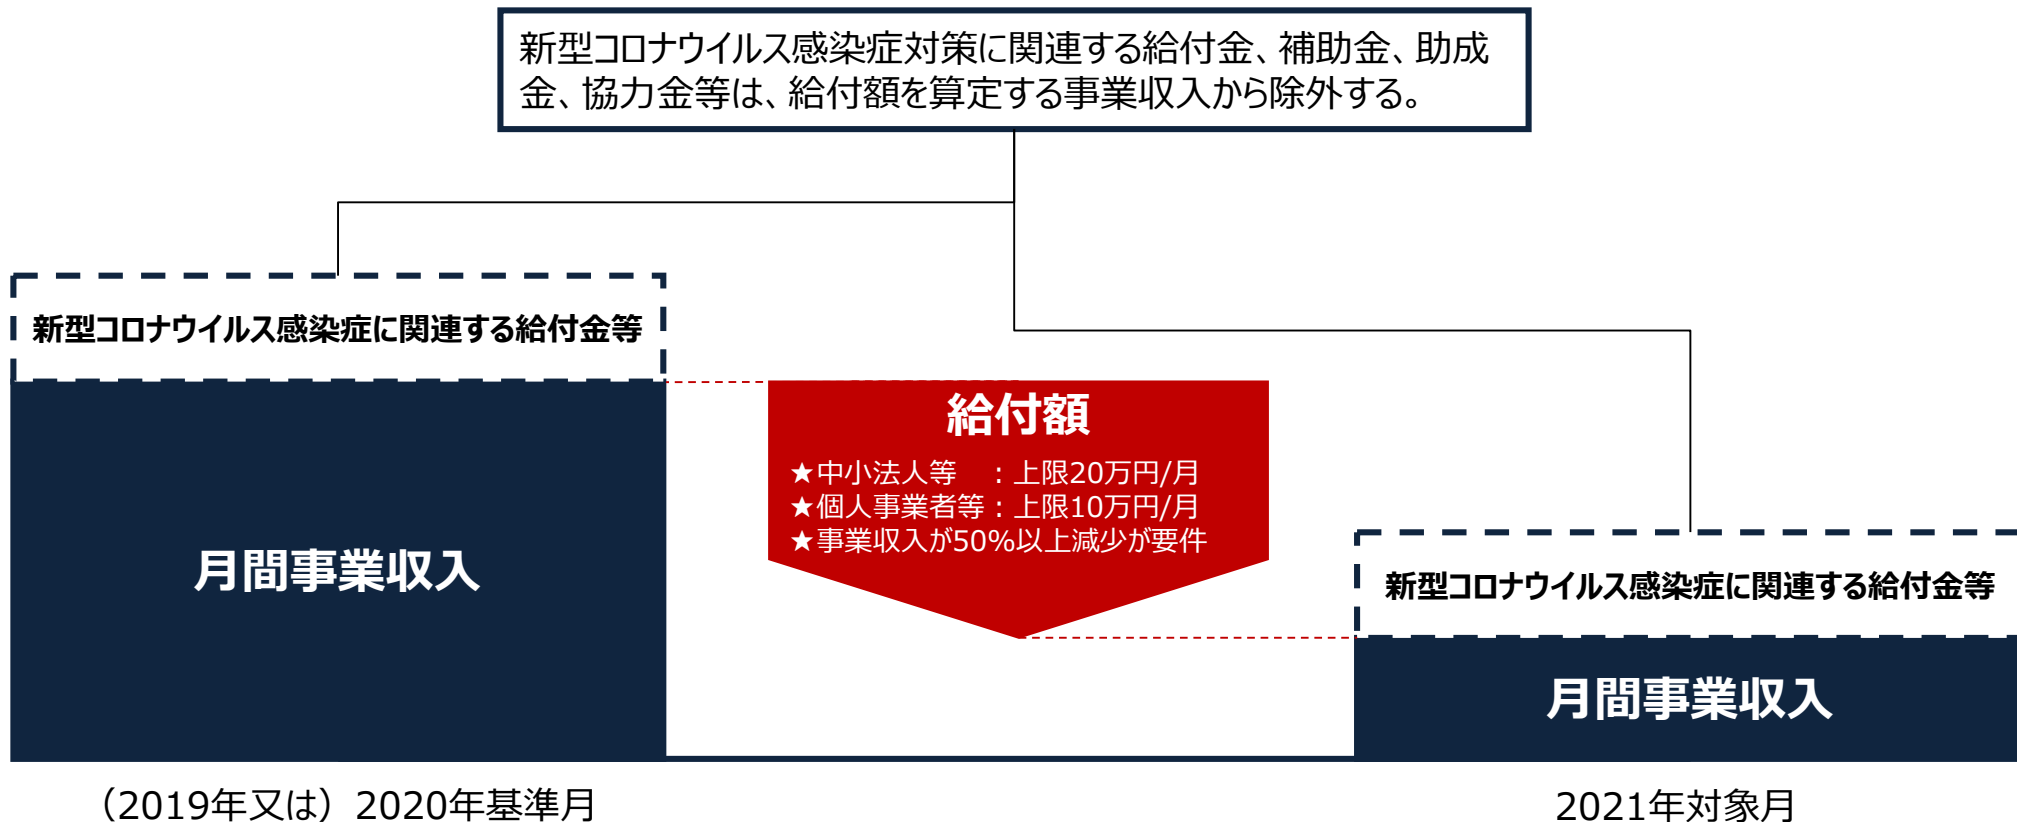 新型コロナウイルス感染症対策に関連する給付金、補助金、助成
金、協力金等は、給付額を算定する事業収入から除外する。
新型コロナウイルス感染症に関連する給付金等
月間事業収入
(2019年又は)2020年基準月
給付額
★中小法人等　:上限20万円/月
★個人事業者等:上限10万円/月
★事業収入が50%以上減少が要件
新型コロナウイルス感染症に関連する給付金等
月間事業収入
2021年対象月